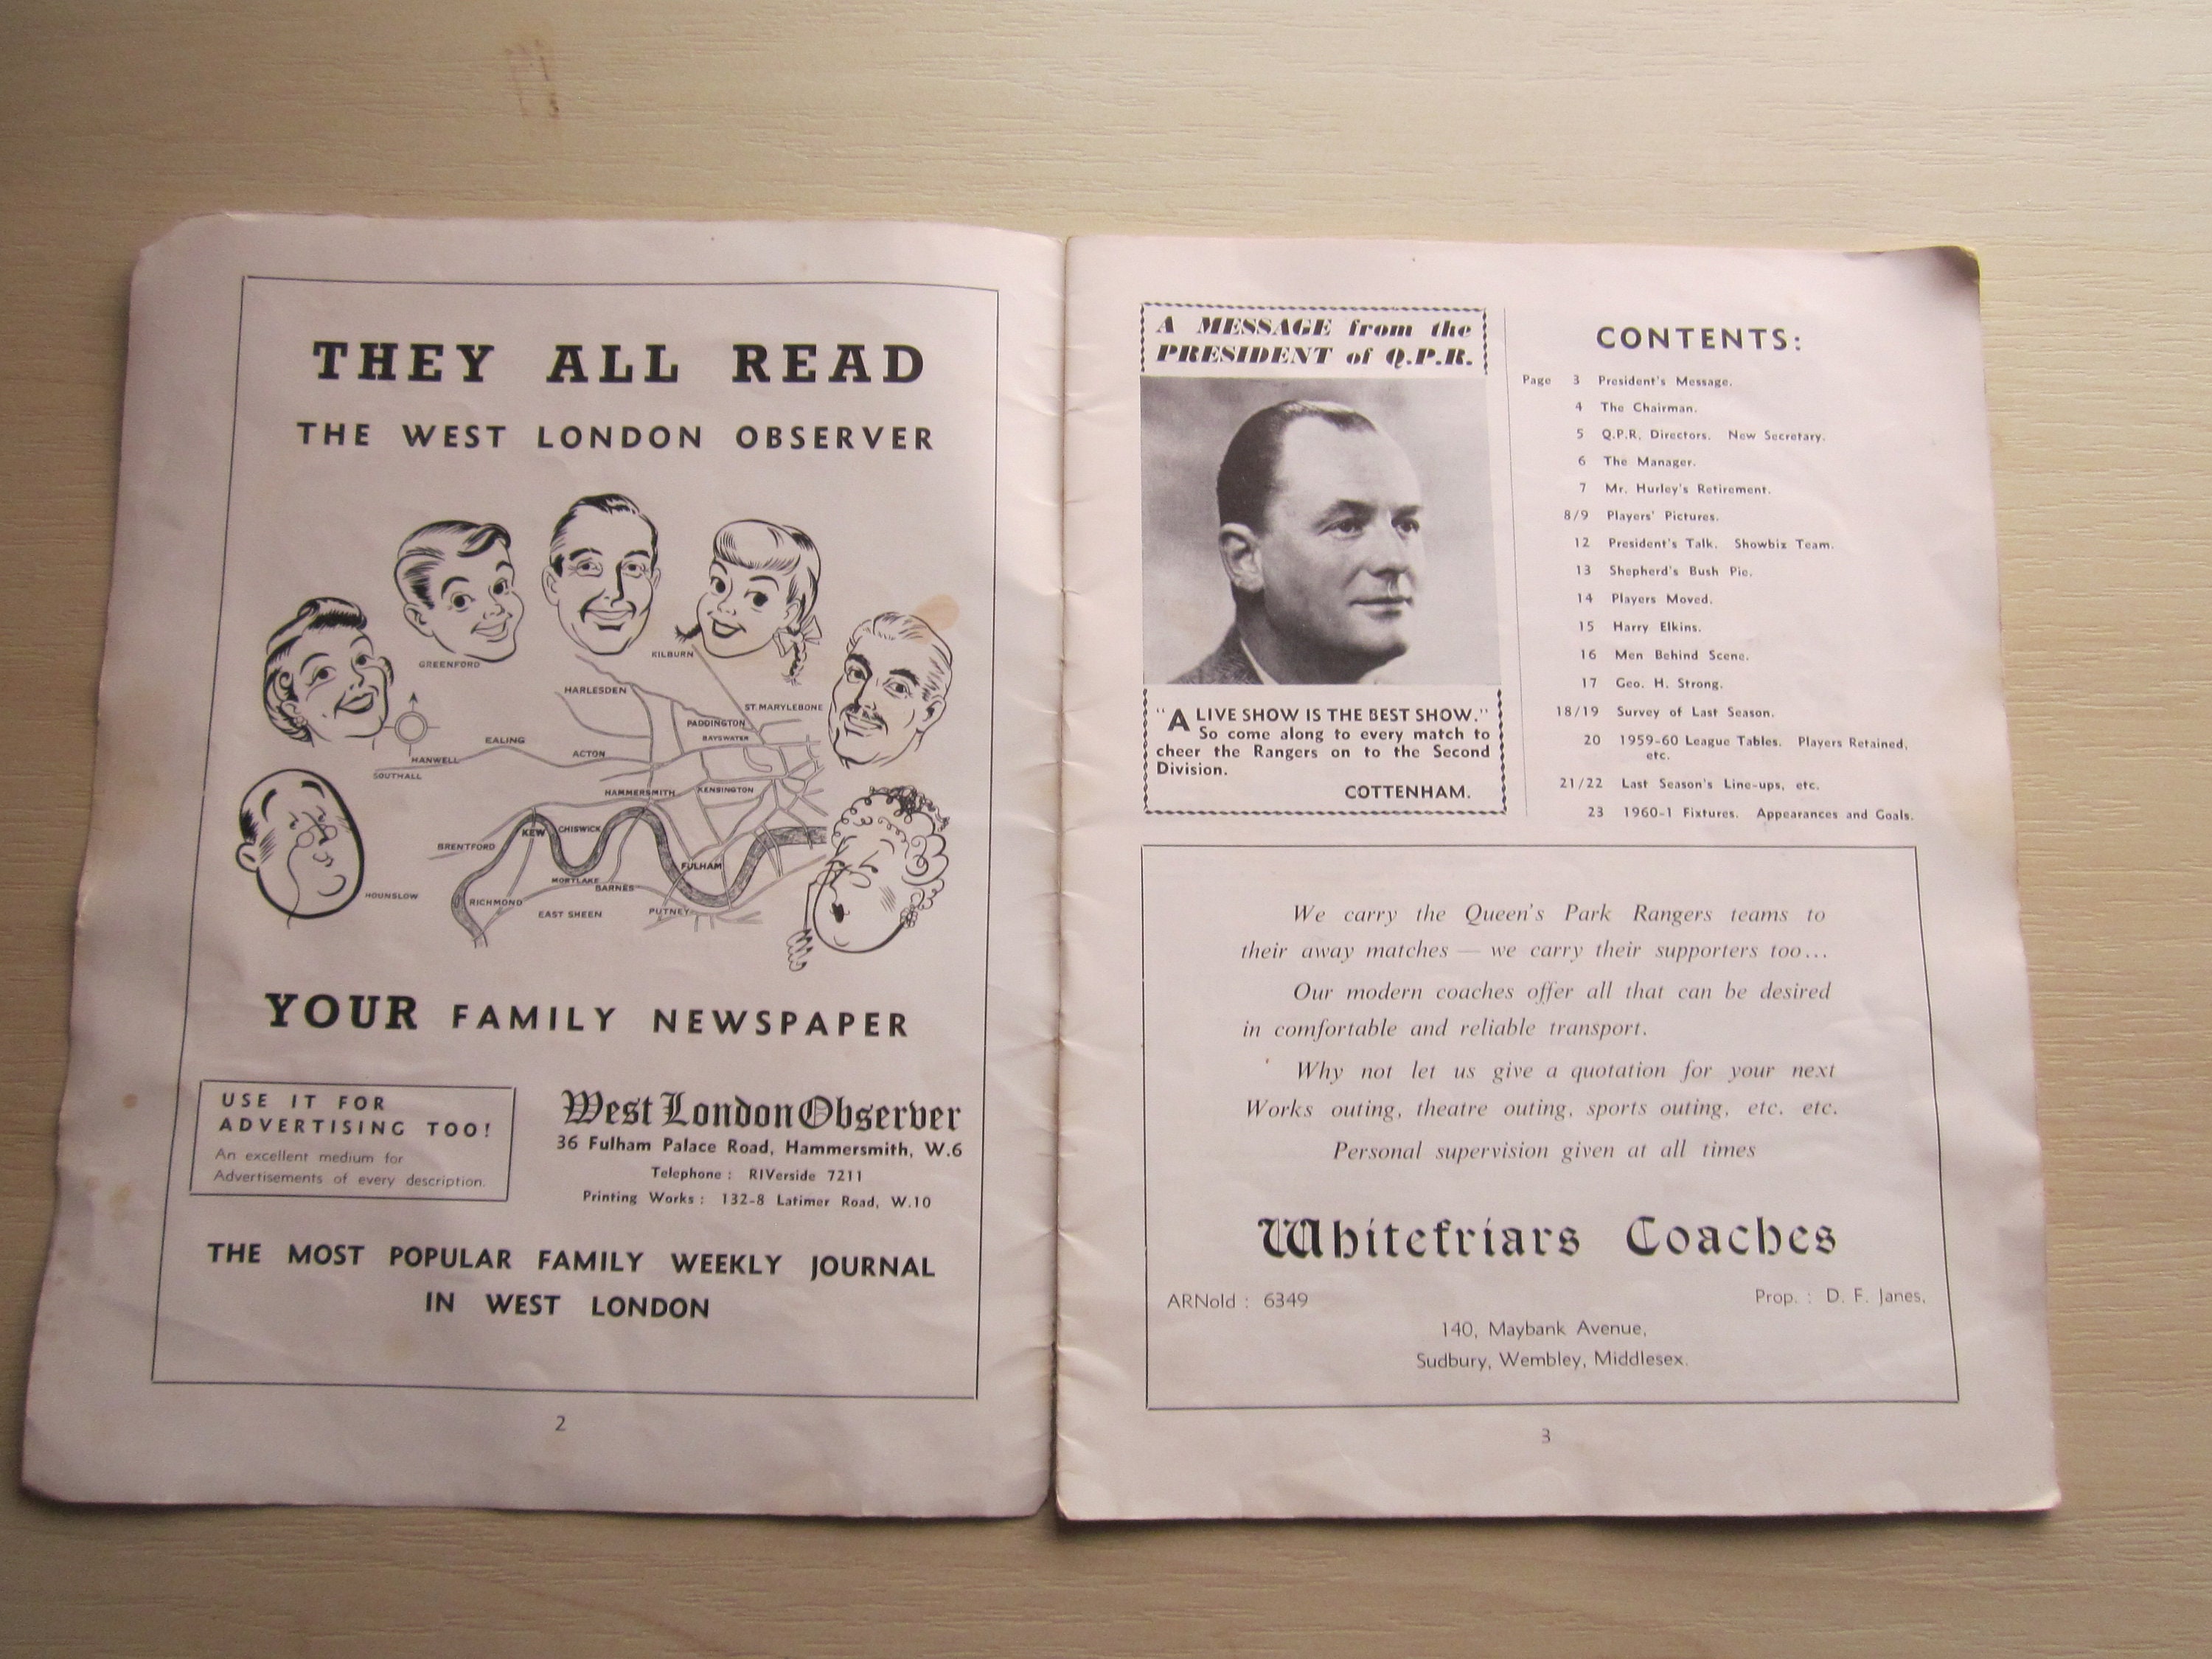 THEY ALL READ
THE WEST LONDON OBSERVER
GREENFORD
KILBURN
HARLESDEN
ST. MARYLEBONE
PADDINGTON
BAYSWATER
EALING
ACTON
HANWELL
SOUTHALL
HAMMERSMITH
KENSINGTON
KEW
CHISWICK
BRENTFORD
FULHAM
MORTLAKE
BARNES
HOUNSLOW
RICHMOND
EAST SHEEN
PUTNEY
YOUR FAMILY NEWSPAPER
USE IT FOR
ADVERTISING TOO!
An excellent medium for
Advertisements of every description.
West London Observer
36 Fulham Palace Road, Hammersmith, W.6
Telephone : RIVerside 7211
Printing Works : 132-8 Latimer Road, W.10
THE MOST POPULAR FAMILY WEEKLY JOURNAL
IN WEST LONDON
2
A MESSAGE from the
PRESIDENT of Q.P.R.
"A LIVE SHOW IS THE BEST SHOW."
So come along to every match to
cheer the Rangers on to the Second
Division.
COTTENHAM.
CONTENTS:
Page 3 President's Message.
4 The Chairman.
5 Q.P.R. Directors. New Secretary.
6 The Manager.
7 Mr. Hurley's Retirement.
8/9 Players' Pictures.
12 President's Talk. Showbiz Team.
13 Shepherd's Bush Pie.
14 Players Moved.
15 Harry Elkins.
16 Men Behind Scene.
17 Geo. H. Strong.
18/19 Survey of Last Season.
20 1959-60 League Tables. Players Retained,
etc.
21/22 Last Season's Line-ups, etc.
23 1960-1 Fixtures. Appearances and Goals.
We carry the Queen's Park Rangers teams to
their away matches — we carry their supporters too...
Our modern coaches offer all that can be desired
in comfortable and reliable transport.
Why not let us give a quotation for your next
Works outing, theatre outing, sports outing, etc. etc.
Personal supervision given at all times
Whitefriars Coaches
ARNold : 6349
Prop. : D. F. Janes.
140, Maybank Avenue,
Sudbury, Wembley, Middlesex.
3